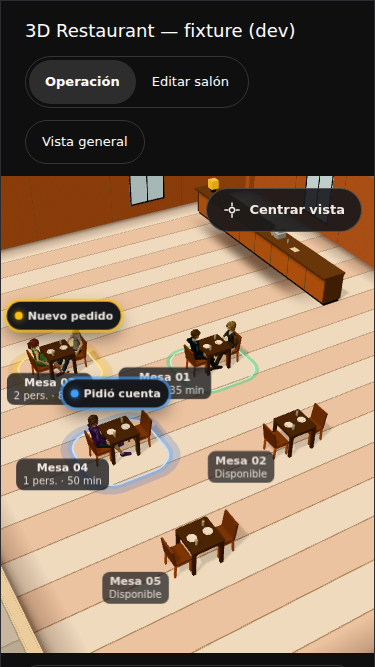 3D Restaurant — fixture (dev)
Operación
Editar salón
Vista general
Centrar vista
Nuevo pedido
Mesa
2 pers. ·
Mesa 01
35 min
Pidió cuenta
Mesa 04
1 pers. · 50 min
Mesa 02
Disponible
Mesa 05
Disponible